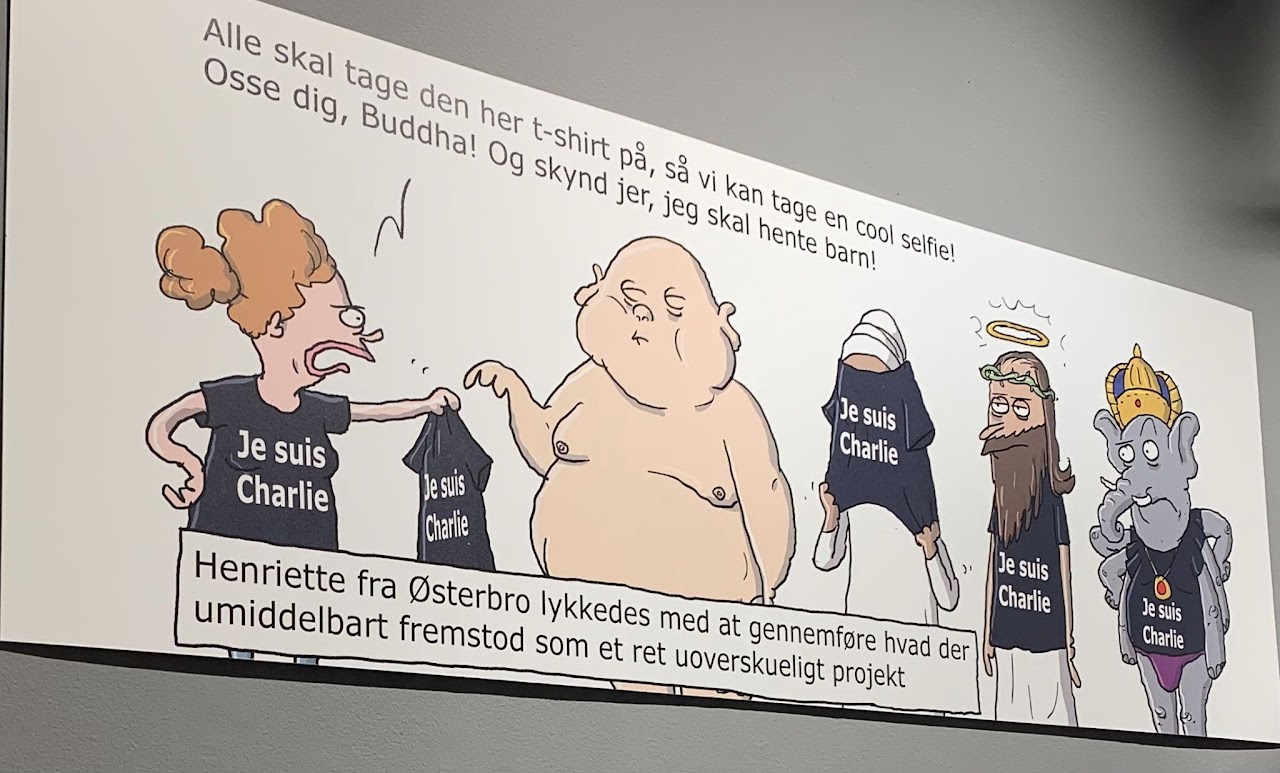 Alle skal tage den her t-shirt på, så vi kan tage en cool selfie!
Osse dig, Buddha! Og skynd jer, jeg skal hente barn!
Je suis
Charlie
Je suis
Charlie
Je suis
Charlie
Je suis
Charlie
Je suis
Charlie
Henriette fra Østerbro lykkedes med at gennemføre hvad der
umiddelbart fremstod som et ret uoverskueligt projekt